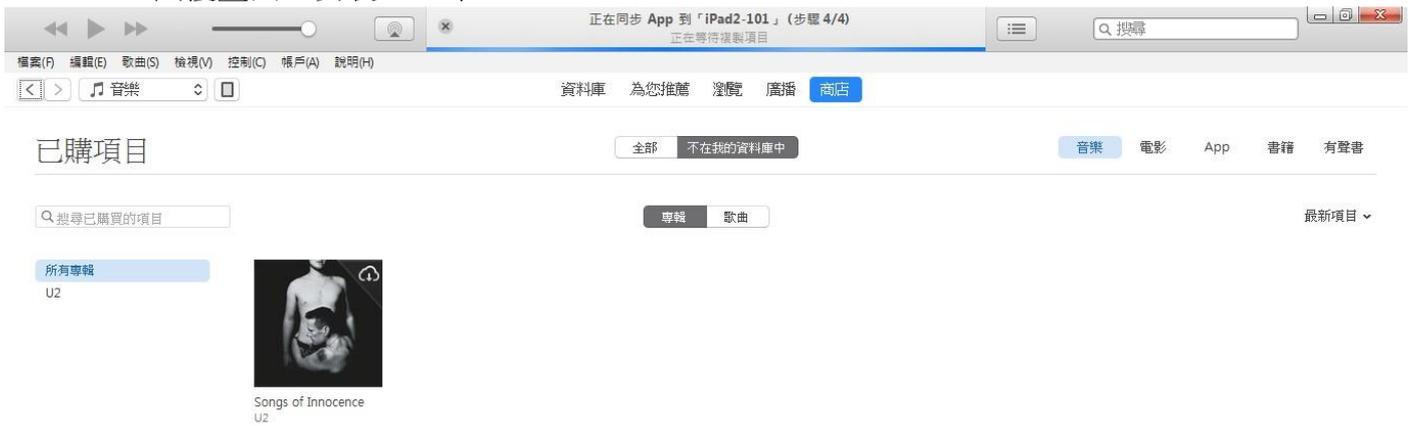 正在同步 App 到「iPad2-101」(步驟 4/4)
正在等待複製項目
搜尋
檔案(F) 編輯(E) 歌曲(S) 檢視(V) 控制(C) 帳戶(A) 說明(H)
音樂
資料庫 為您推薦 瀏覽 廣播 商店
已購項目
全部 不在我的資料庫中
音樂 電影 App 書籍 有聲書
搜尋已購買的項目
專輯 歌曲
最新項目
所有專輯
U2
Songs of Innocence
U2